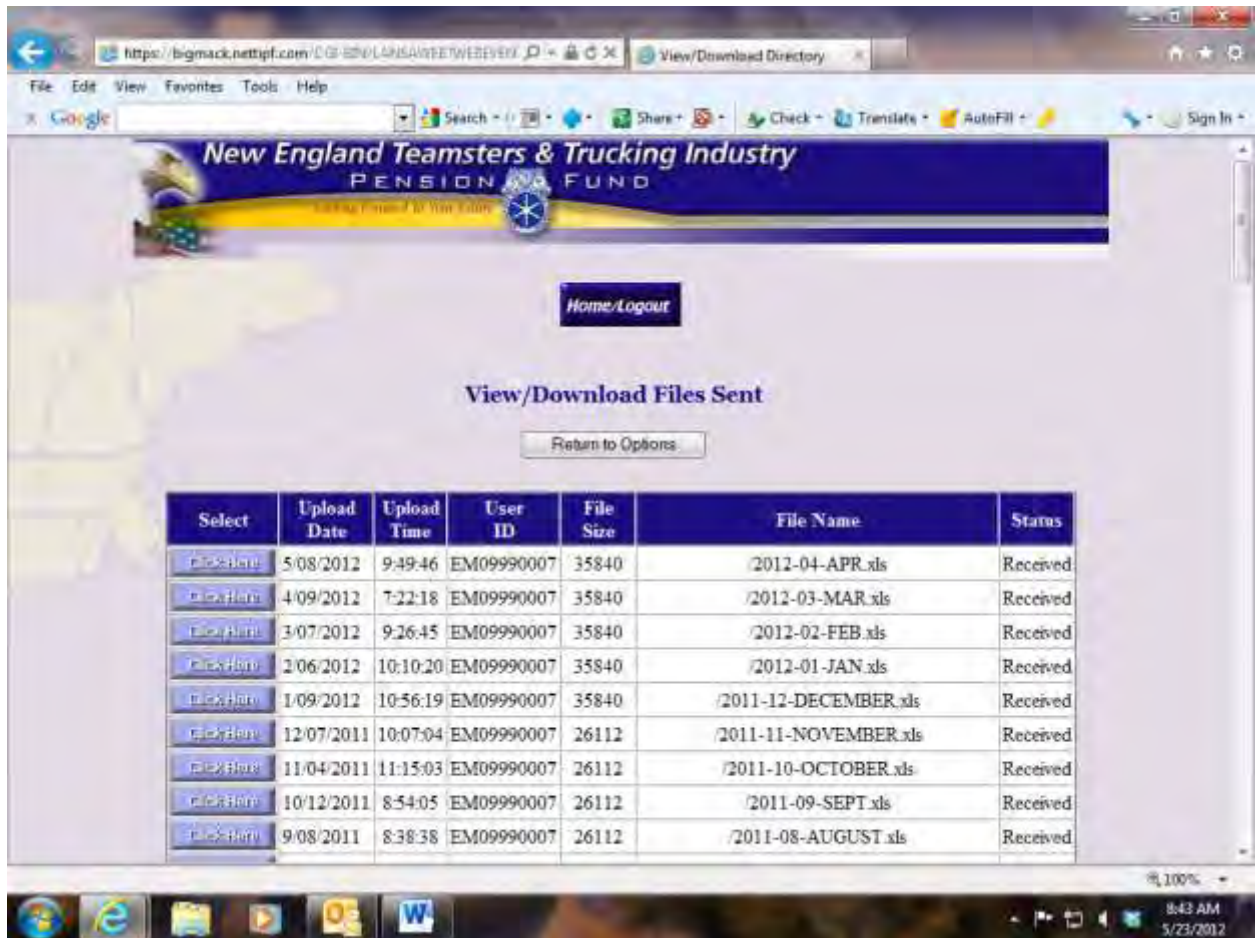 https://bigmack.nettipf.com/CGI-BIN/LANSAWEB?WEBEVENT View/Download Directory
File Edit View Favorites Tools Help
x Google Search Share Check Translate AutoFill Sign In
New England Teamsters & Trucking Industry
PENSION FUND
Home/Logout
View/Download Files Sent
Return to Options
Select Upload Date Upload Time User ID File Size File Name Status
Click Here 5/08/2012 9:49:46 EM09990007 35840 /2012-04-APR.xls Received
Click Here 4/09/2012 7:22:18 EM09990007 35840 /2012-03-MAR.xls Received
Click Here 3/07/2012 9:26:45 EM09990007 35840 /2012-02-FEB.xls Received
Click Here 2/06/2012 10:10:20 EM09990007 35840 /2012-01-JAN.xls Received
Click Here 1/09/2012 10:56:19 EM09990007 35840 /2011-12-DECEMBER.xls Received
Click Here 12/07/2011 10:07:04 EM09990007 26112 /2011-11-NOVEMBER.xls Received
Click Here 11/04/2011 11:15:03 EM09990007 26112 /2011-10-OCTOBER.xls Received
Click Here 10/12/2011 8:54:05 EM09990007 26112 /2011-09-SEPT.xls Received
Click Here 9/08/2011 8:38:38 EM09990007 26112 /2011-08-AUGUST.xls Received
100%
8:43 AM
5/23/2012